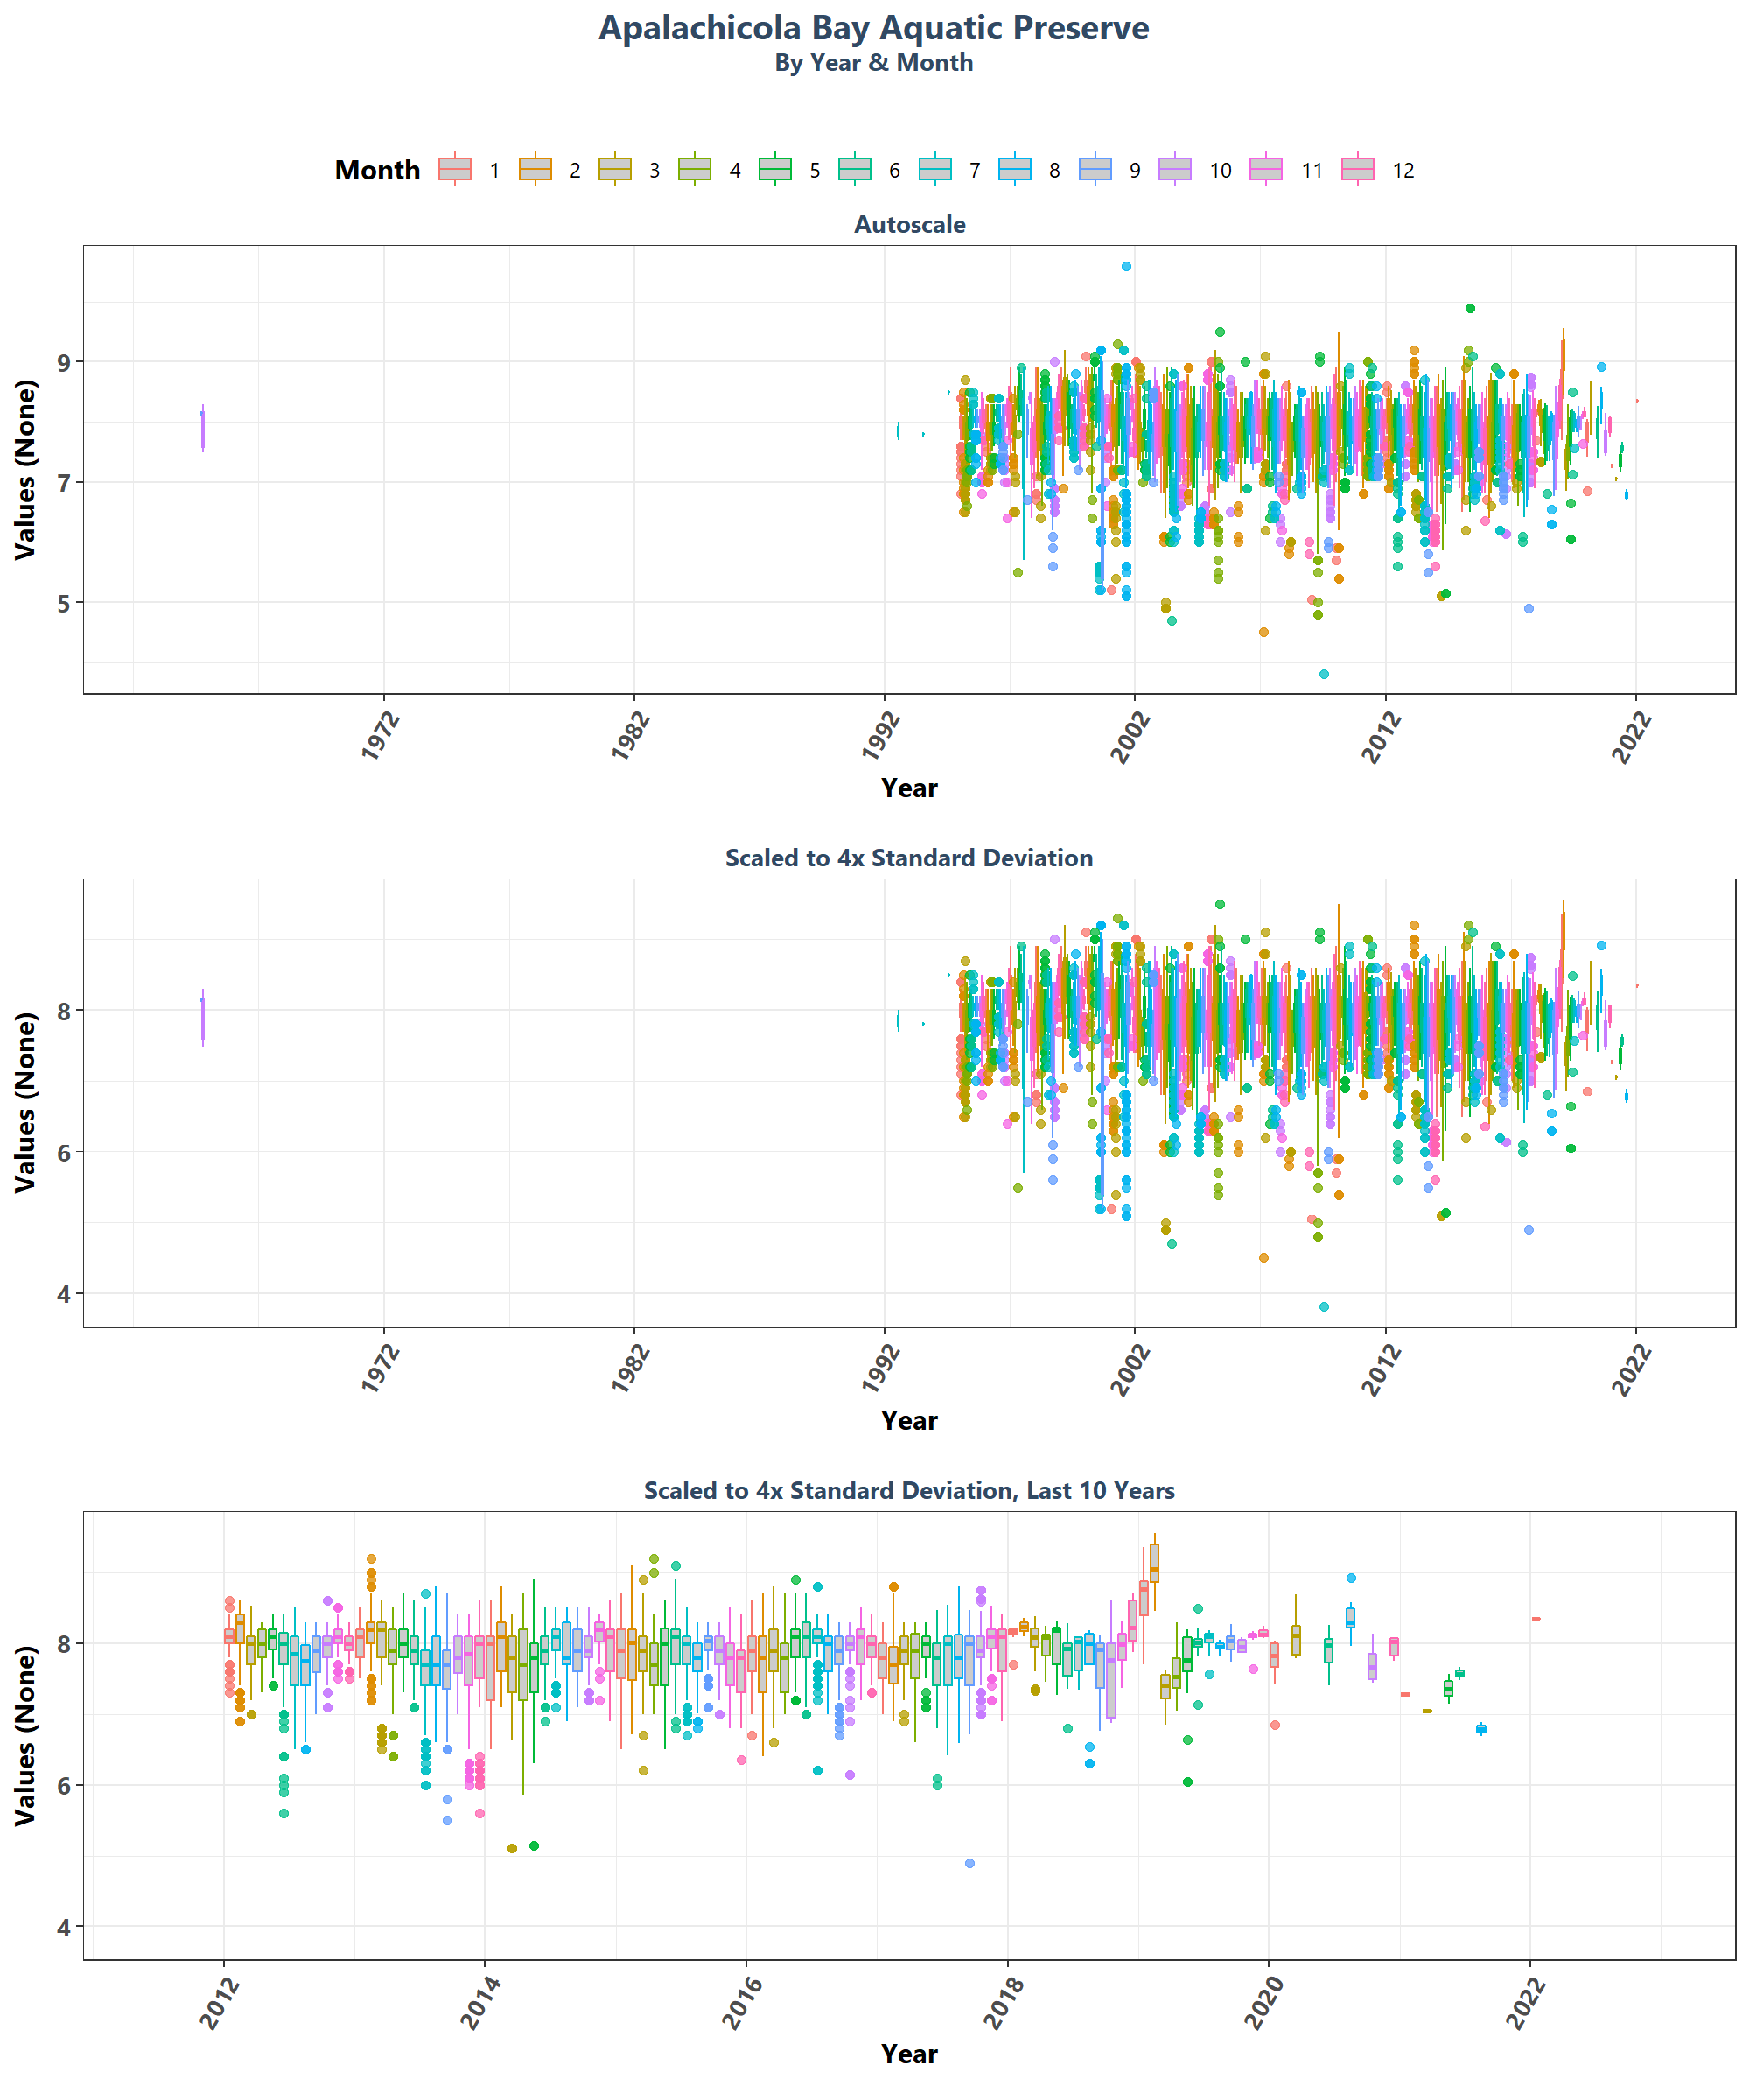 Apalachicola Bay Aquatic Preserve
By Year & Month
Month 1 2 3 4 5 6 7 8 9 10 11 12
Autoscale
Values (None)
9
7
5
1972 1982 1992 2002 2012 2022
Year
Scaled to 4x Standard Deviation
Values (None)
8
6
4
1972 1982 1992 2002 2012 2022
Year
Scaled to 4x Standard Deviation, Last 10 Years
Values (None)
8
6
4
2012 2014 2016 2018 2020 2022
Year